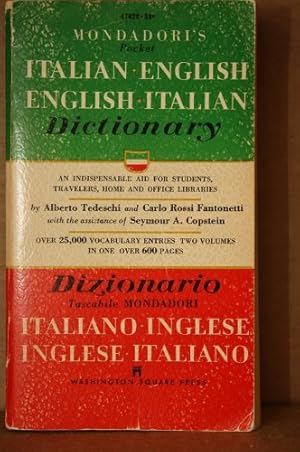 MONDADORI'S
Pocket
ITALIAN·ENGLISH
ENGLISH·ITALIAN
Dictionary
AN INDISPENSABLE AID FOR STUDENTS,
TRAVELERS, HOME AND OFFICE LIBRARIES
by Alberto Tedeschi and Carlo Rossi Fantonetti
with the assistance of Seymour A. Copstein
OVER 25,000 VOCABULARY ENTRIES TWO VOLUMES
IN ONE OVER 600 PAGES
Dizionario
Tascabile MONDADORI
ITALIANO·INGLESE
INGLESE·ITALIANO
WASHINGTON SQUARE PRESS